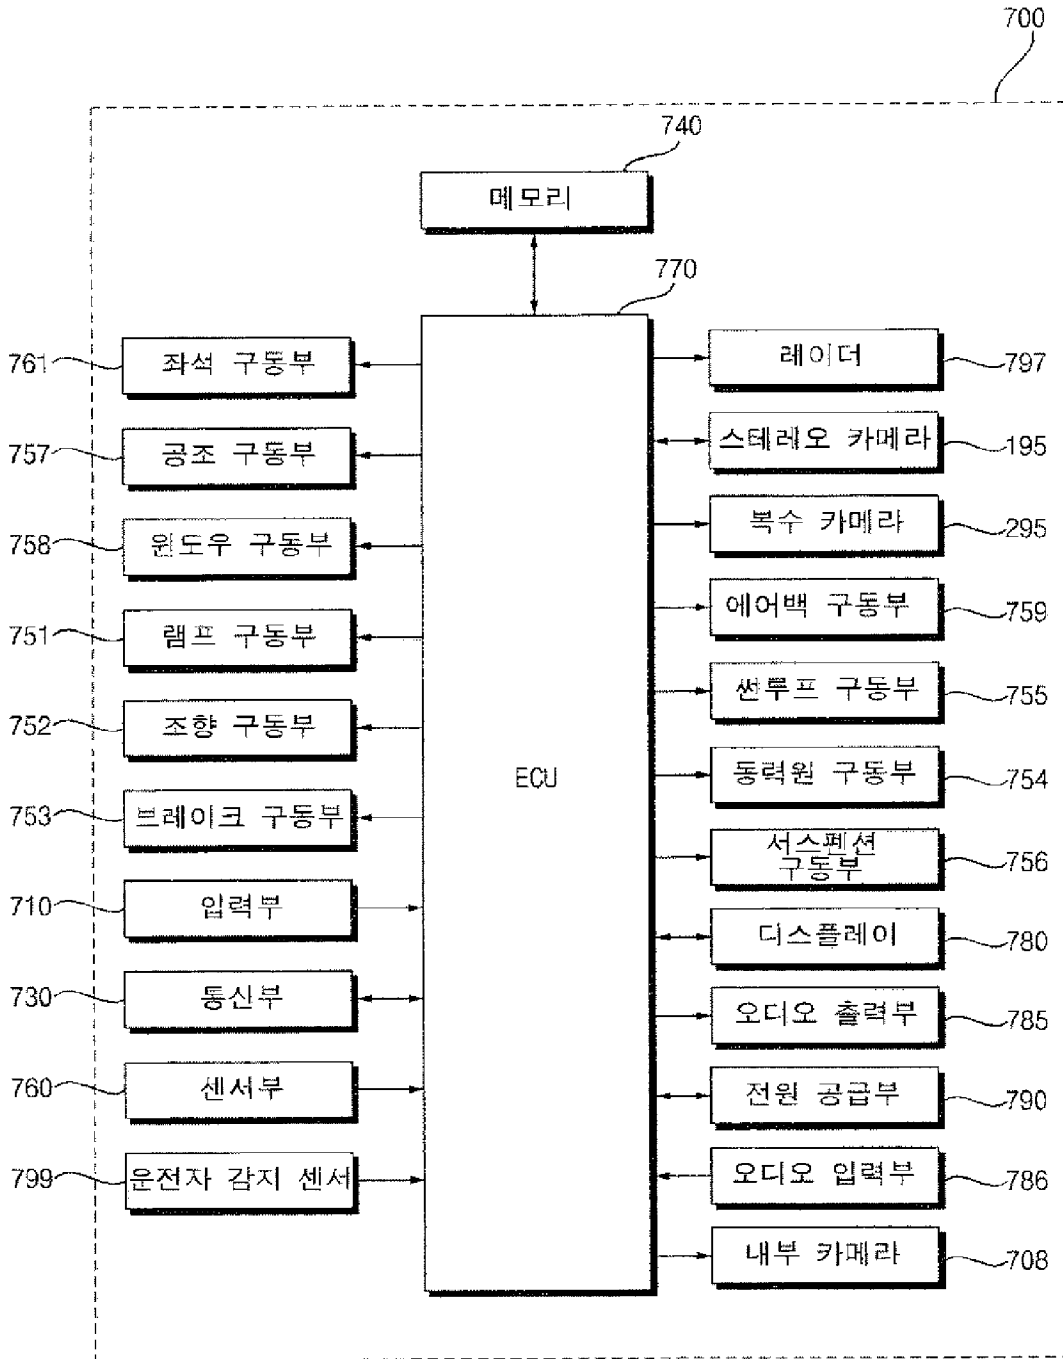 700
740
메모리
770
761 좌석 구동부
757 공조 구동부
758 윈도우 구동부
751 램프 구동부
752 조향 구동부
753 브레이크 구동부
710 입력부
730 통신부
760 센서부
799 운전자 감지 센서
ECU
레이더 797
스테레오 카메라 195
복수 카메라 295
에어백 구동부 759
썬루프 구동부 755
동력원 구동부 754
서스펜션
구동부 756
디스플레이 780
오디오 출력부 785
전원 공급부 790
오디오 입력부 786
내부 카메라 708